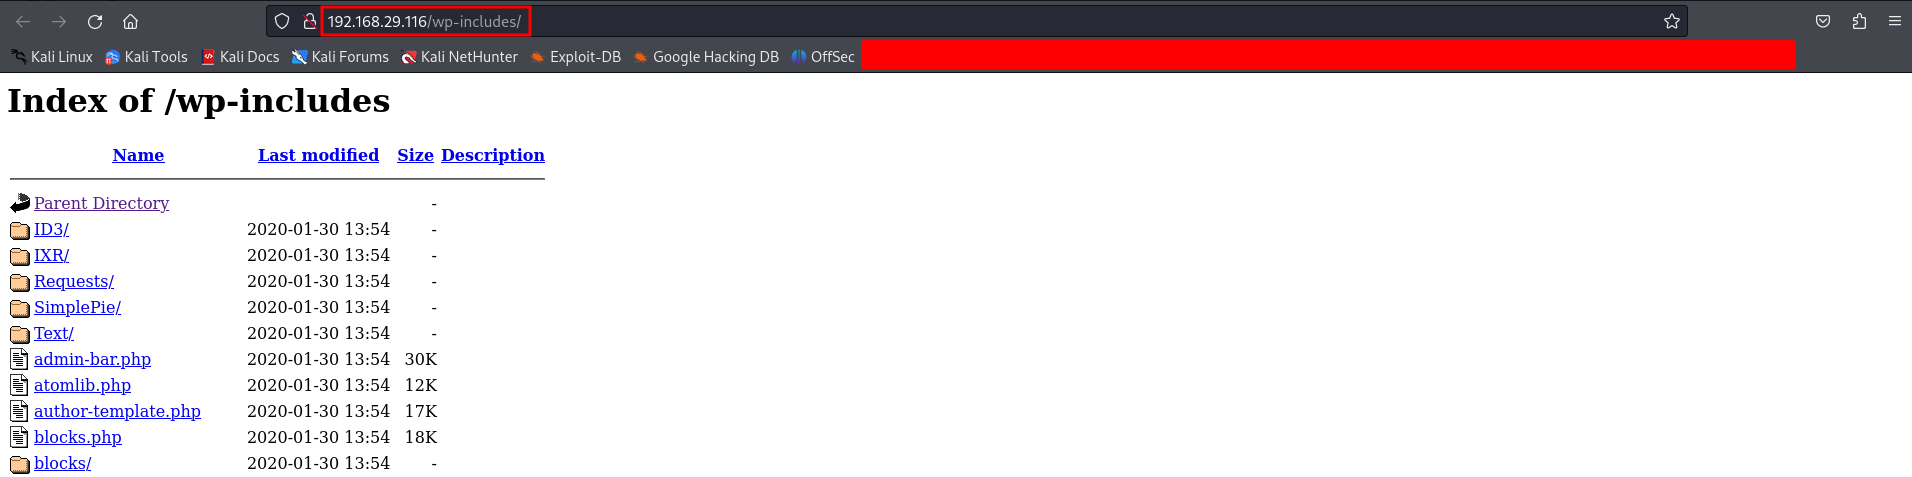 192.168.29.116/wp-includes/
Kali Linux Kali Tools Kali Docs Kali Forums Kali NetHunter Exploit-DB Google Hacking DB OffSec
Index of /wp-includes
Name Last modified Size Description
Parent Directory -
ID3/ 2020-01-30 13:54 -
IXR/ 2020-01-30 13:54 -
Requests/ 2020-01-30 13:54 -
SimplePie/ 2020-01-30 13:54 -
Text/ 2020-01-30 13:54 -
admin-bar.php 2020-01-30 13:54 30K
atomlib.php 2020-01-30 13:54 12K
author-template.php 2020-01-30 13:54 17K
blocks.php 2020-01-30 13:54 18K
blocks/ 2020-01-30 13:54 -